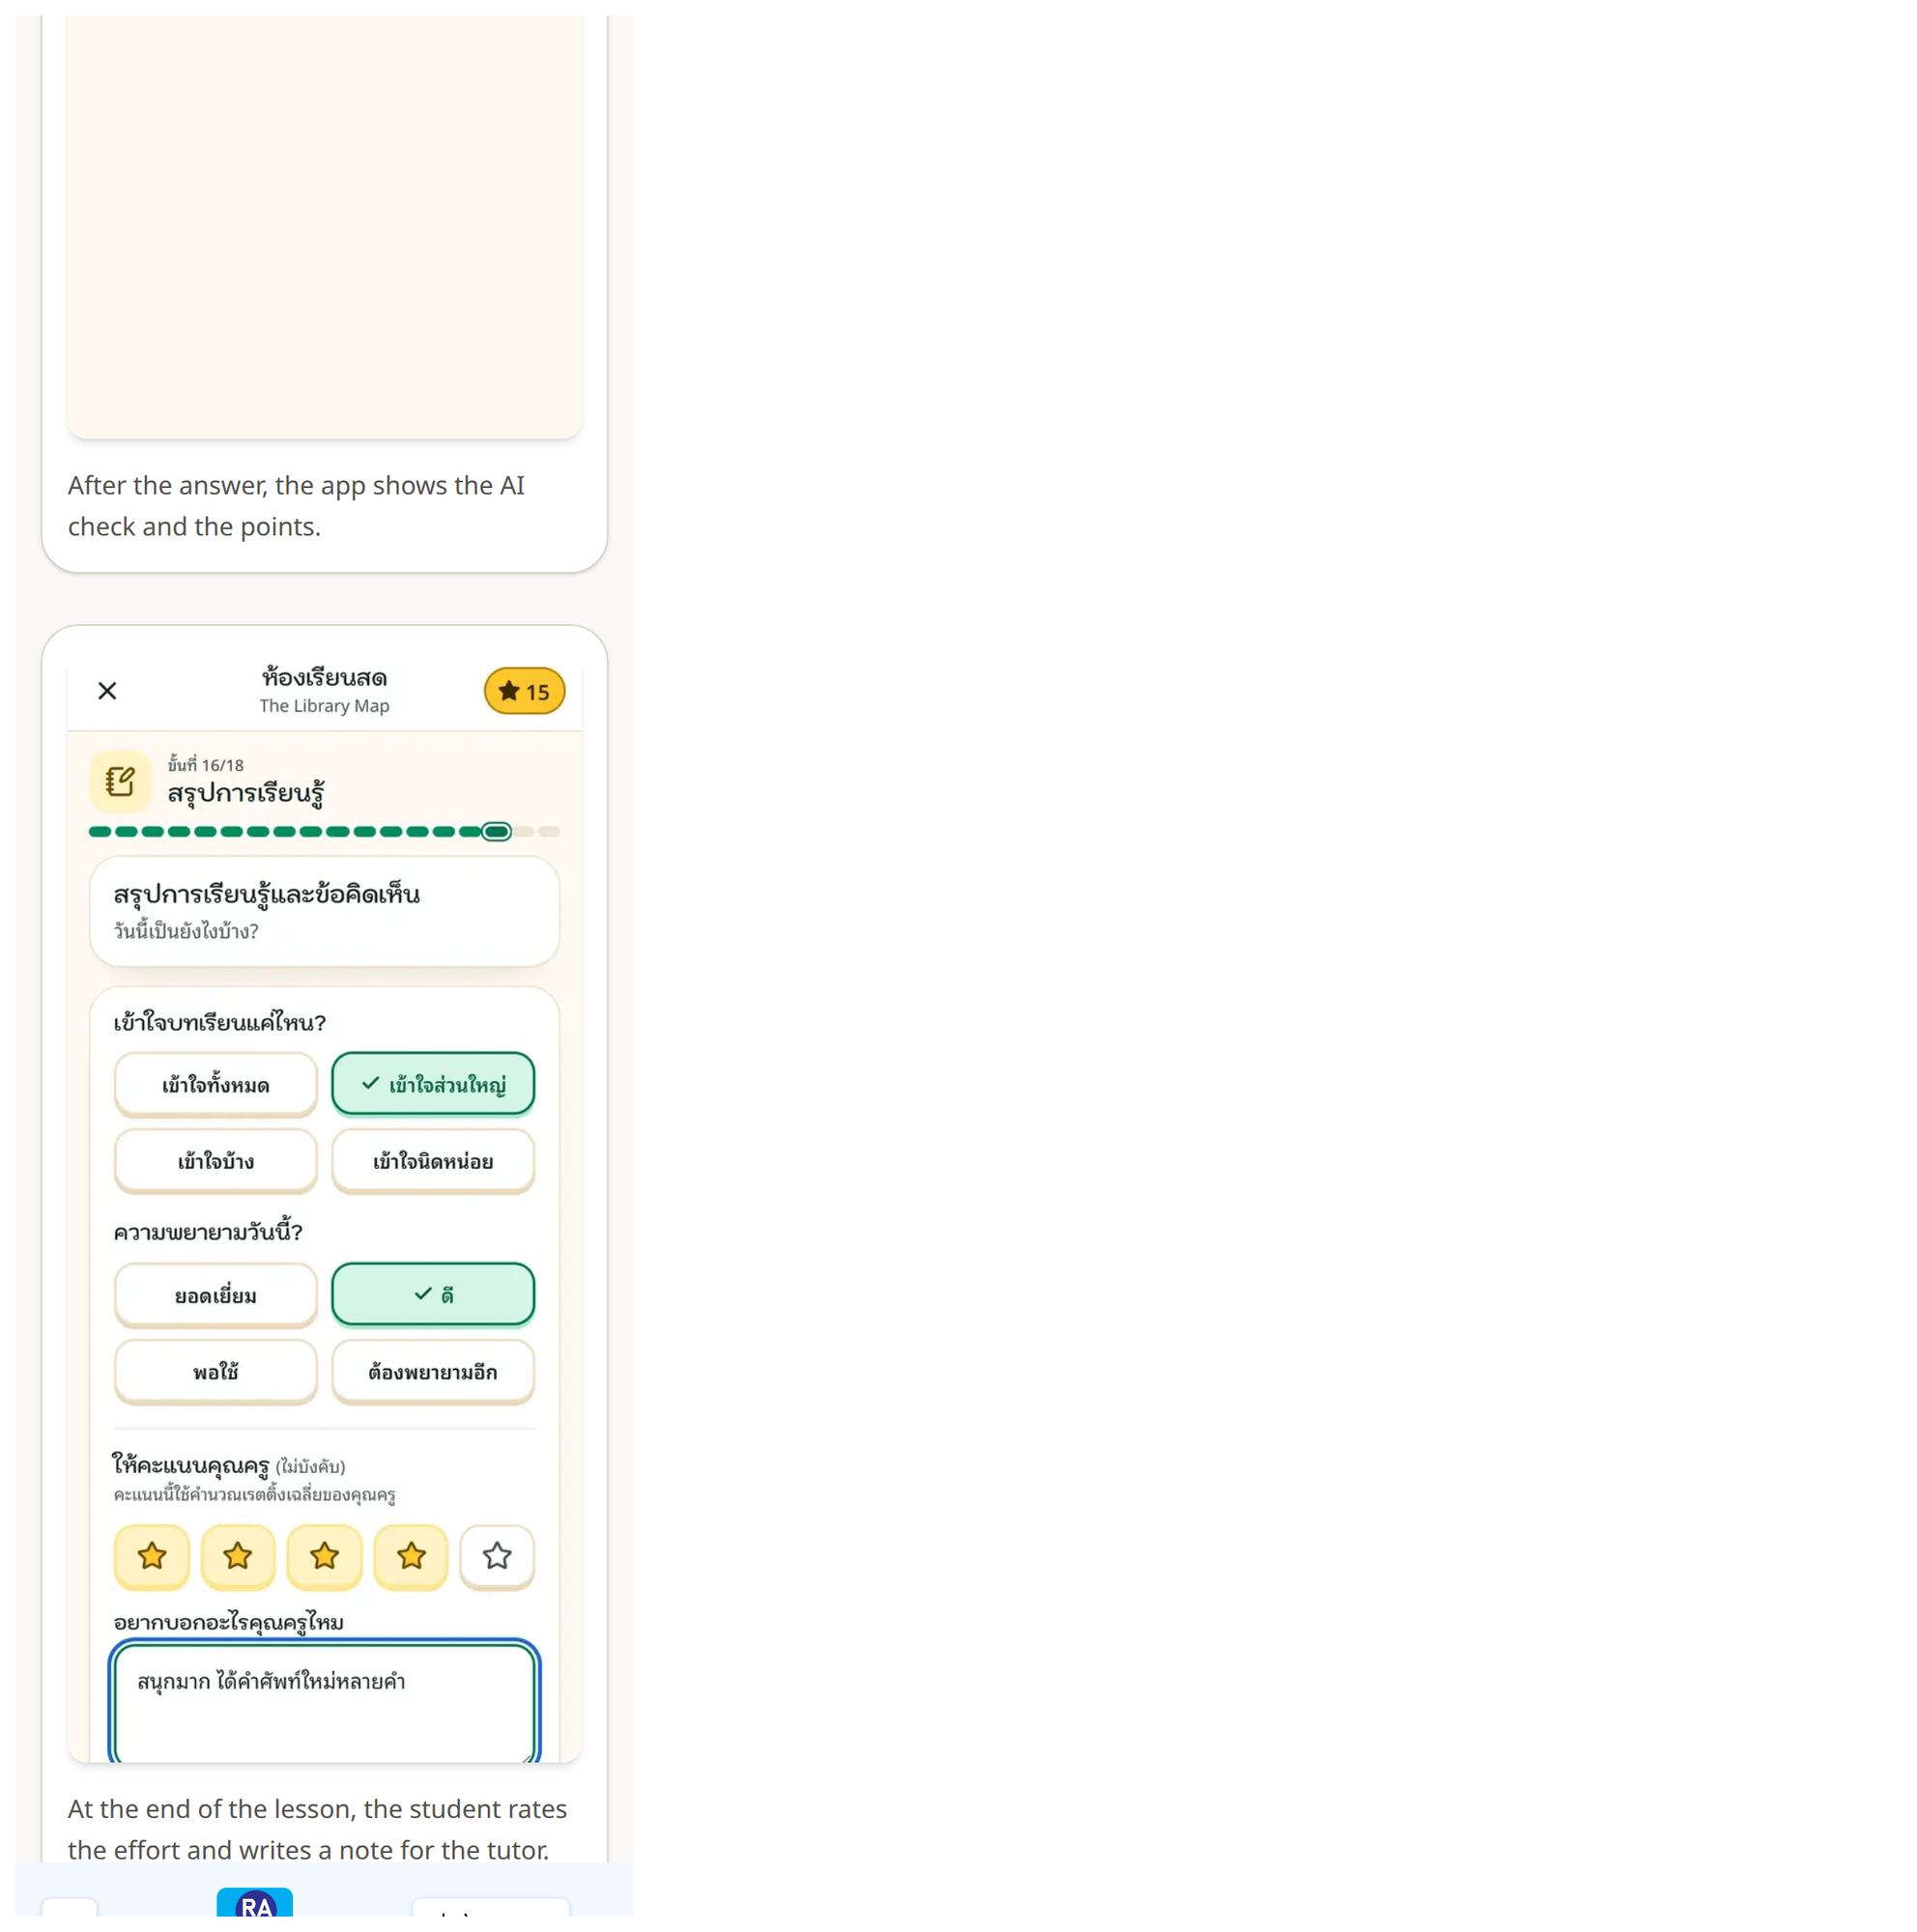 After the answer, the app shows the AI
check and the points.
ห้องเรียนสด
The Library Map
15
ขั้นที่ 16/18
สรุปการเรียนรู้
สรุปการเรียนรู้และข้อคิดเห็น
วันนี้เป็นยังไงบ้าง?
เข้าใจบทเรียนแค่ไหน?
เข้าใจทั้งหมด
เข้าใจส่วนใหญ่
เข้าใจบ้าง
เข้าใจนิดหน่อย
ความพยายามวันนี้?
ยอดเยี่ยม
ดี
พอใช้
ต้องพยายามอีก
ให้คะแนนคุณครู (ไม่บังคับ)
คะแนนนี้ใช้คำนวณเรตติ้งเฉลี่ยของคุณครู
อยากบอกอะไรคุณครูไหม
สนุกมาก ได้คำศัพท์ใหม่หลายคำ
At the end of the lesson, the student rates
the effort and writes a note for the tutor.
RA